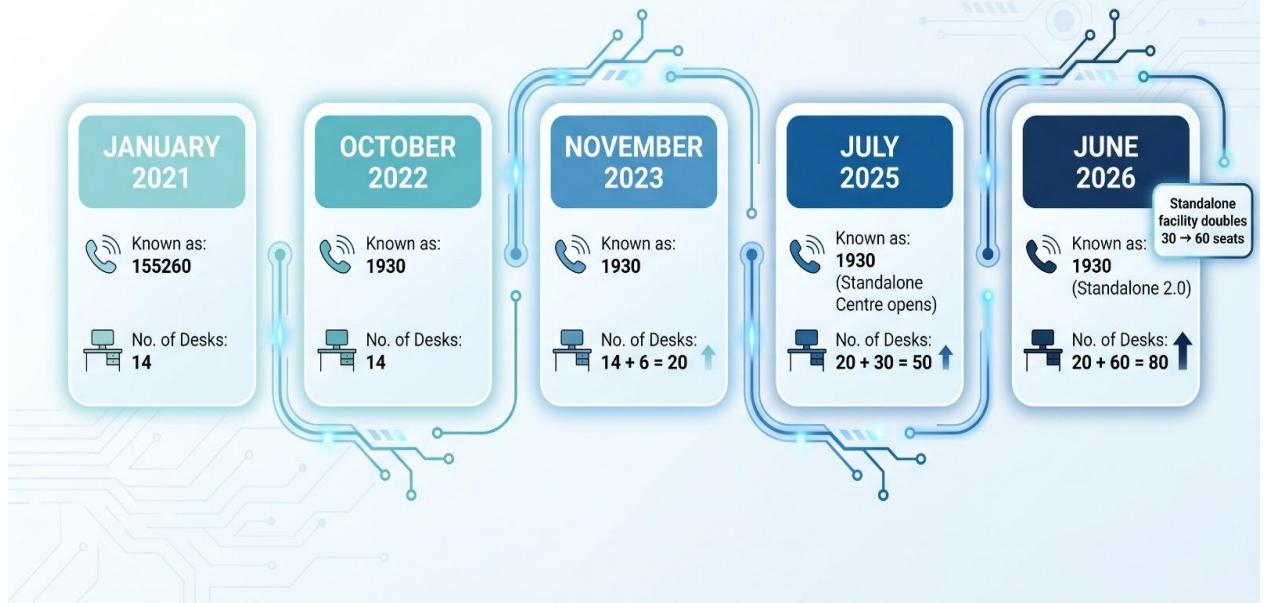 JANUARY
2021
Known as:
155260
No. of Desks:
14
OCTOBER
2022
Known as:
1930
No. of Desks:
14
NOVEMBER
2023
Known as:
1930
No. of Desks:
14 + 6 = 20
JULY
2025
Known as:
1930
(Standalone
Centre opens)
No. of Desks:
20 + 30 = 50
JUNE
2026
Standalone
facility doubles
30 → 60 seats
Known as:
1930
(Standalone 2.0)
No. of Desks:
20 + 60 = 80